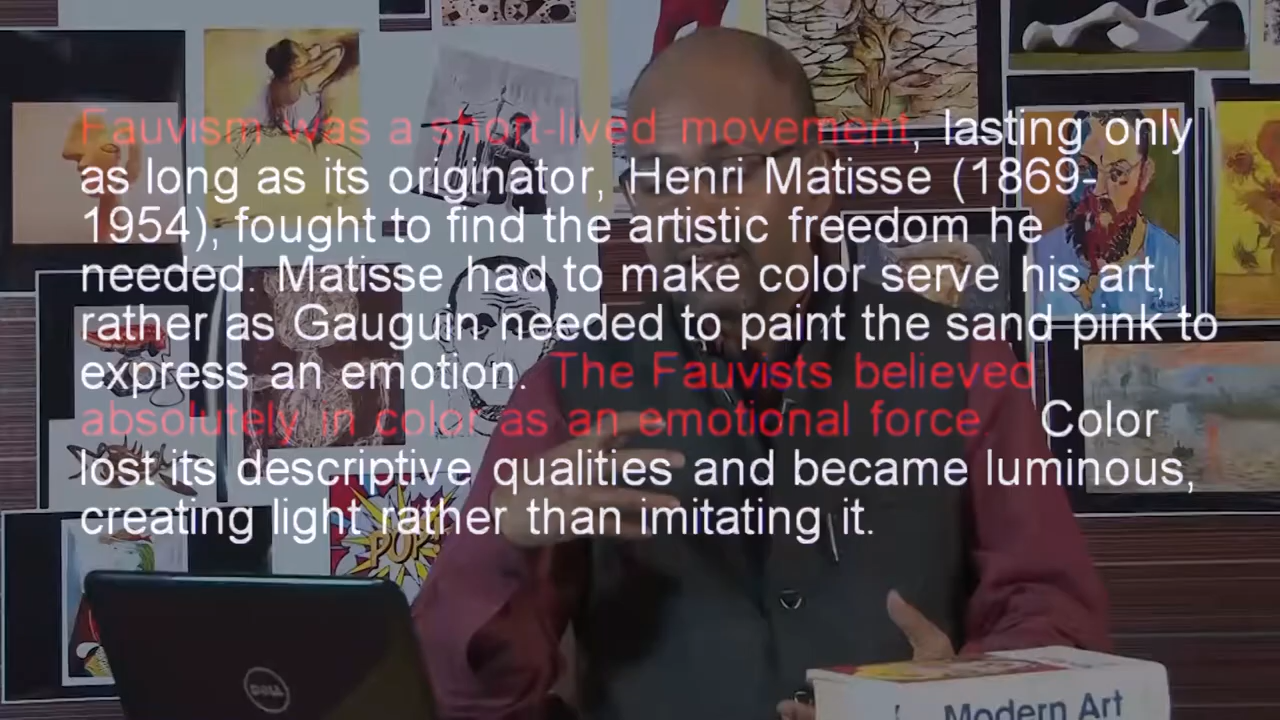 Fauvism was a short-lived movement, lasting only
as long as its originator, Henri Matisse (1869-
1954), fought to find the artistic freedom he
needed. Matisse had to make color serve his art,
rather as Gauguin needed to paint the sand pink to
express an emotion. The Fauvists believed
absolutely in color as an emotional force. Color
lost its descriptive qualities and became luminous,
creating light rather than imitating it.
POP!
DELL
Modern Art